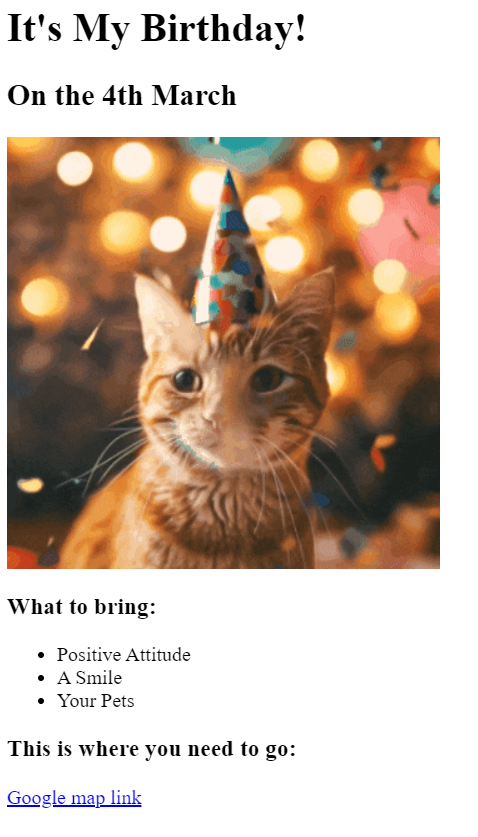 It's My Birthday!
On the 4th March
What to bring:
Positive Attitude
A Smile
Your Pets
This is where you need to go:
Google map link